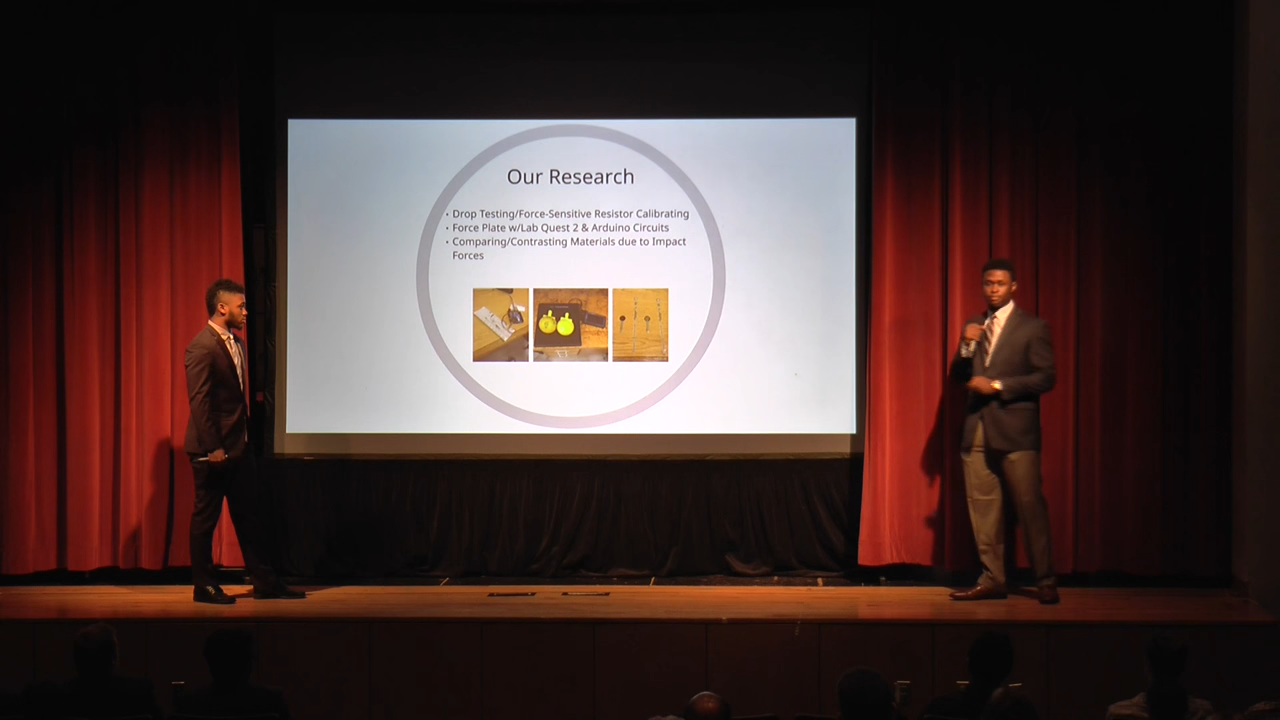 Our Research
• Drop Testing/Force-Sensitive Resistor Calibrating
• Force Plate w/Lab Quest 2 & Arduino Circuits
• Comparing/Contrasting Materials due to Impact
Forces